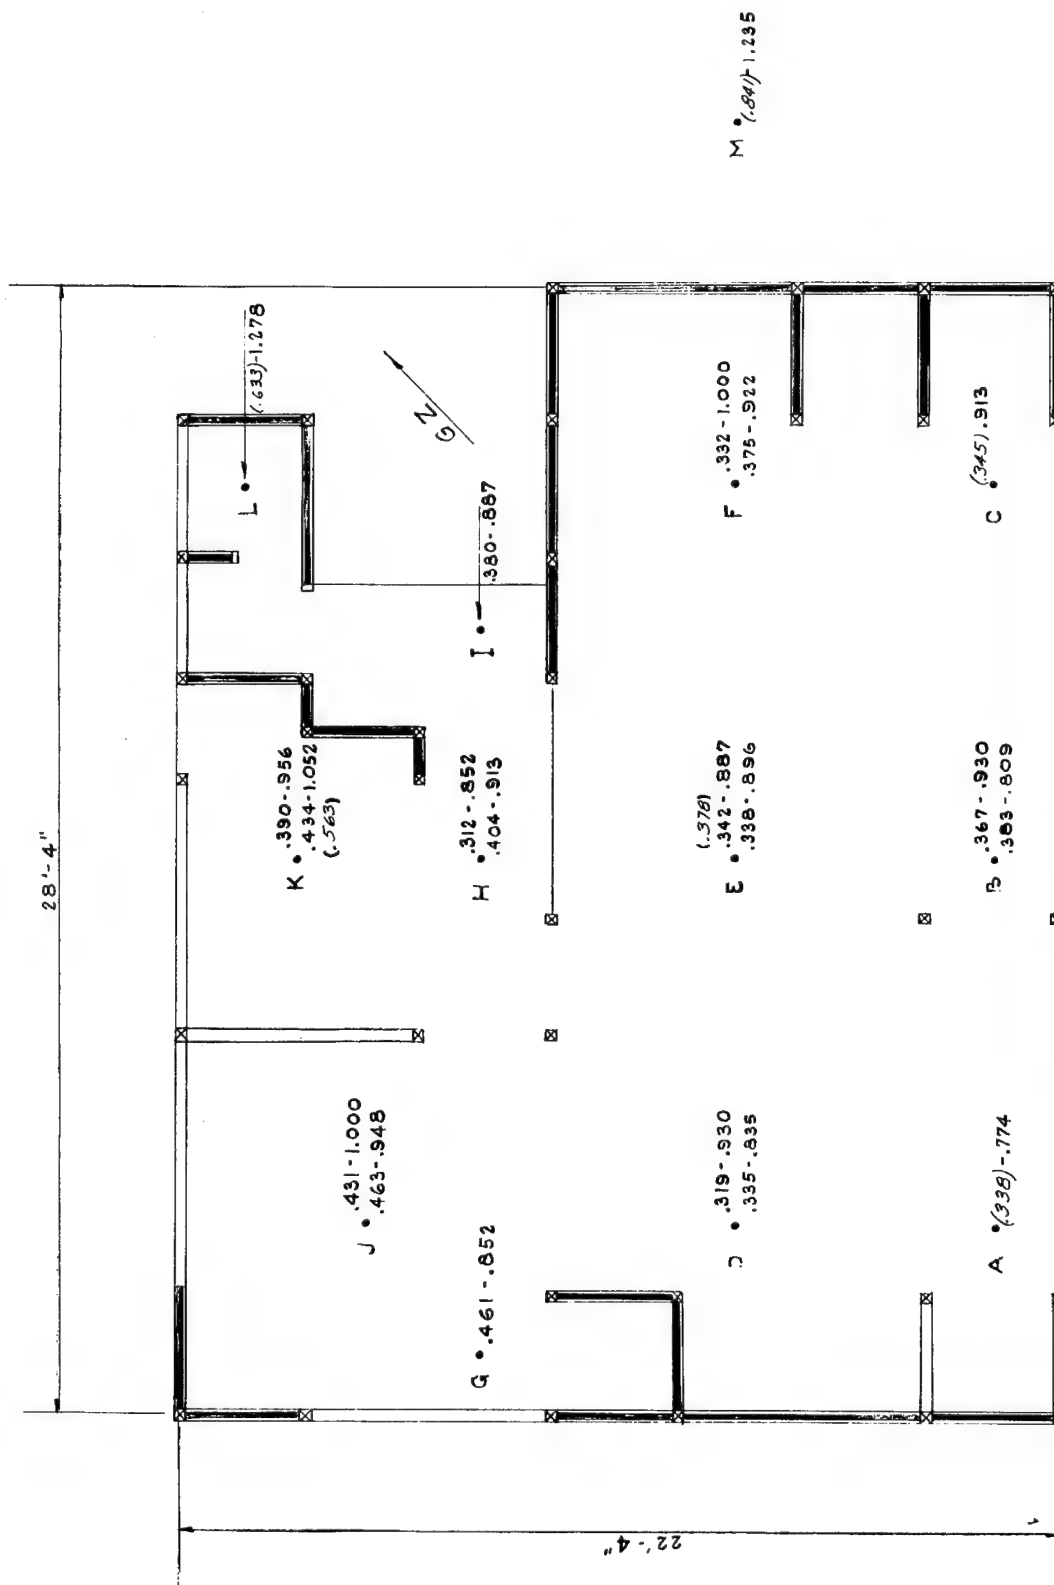 28'-4"
L
(.633)-1.278
GN
I
.380-.887
M
(.841)-1.235
K
.390-.956
.434-1.052
(.563)
H
.312-.852
.404-.913
F
.332-1.000
.375-.922
C
(.345).913
J
.431-1.000
.463-.948
E
(.378)
.342-.887
.338-.896
B
.367-.930
.383-.809
G
.461-.852
D
.319-.930
.335-.835
A
(.338)-.774
22'-4"